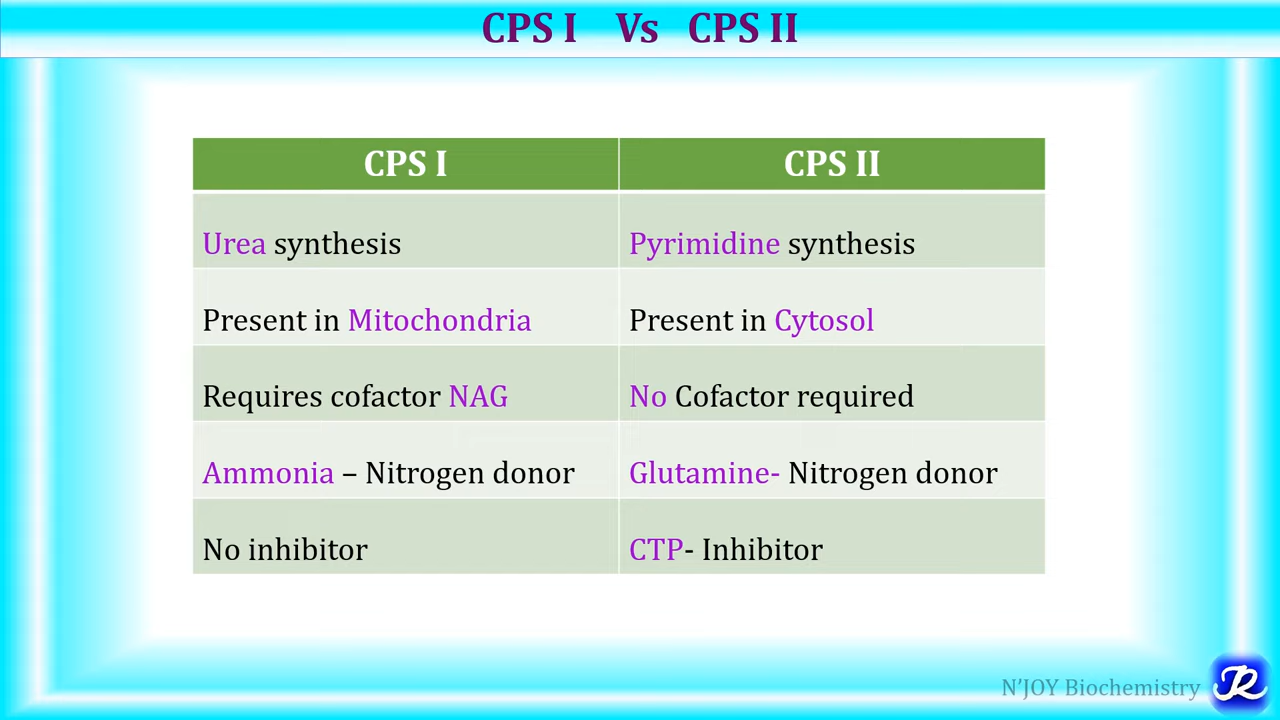 CPS I Vs CPS II
CPS I CPS II
Urea synthesis Pyrimidine synthesis
Present in Mitochondria Present in Cytosol
Requires cofactor NAG No Cofactor required
Ammonia – Nitrogen donor Glutamine- Nitrogen donor
No inhibitor CTP- Inhibitor
N'JOY Biochemistry